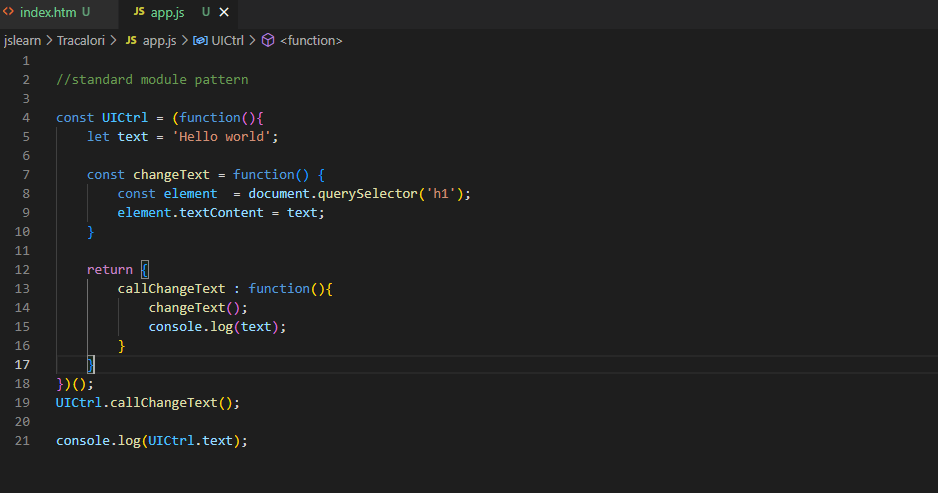 index.htm U JS app.js U ×
jslearn > Tracalori > JS app.js > UICtrl > <function>
1
2 //standard module pattern
3
4 const UICtrl = (function(){
5 let text = 'Hello world';
6
7 const changeText = function() {
8 const element  = document.querySelector('h1');
9 element.textContent = text;
10 }
11
12 return {
13 callChangeText : function(){
14 changeText();
15 console.log(text);
16 }
17 }
18 })();
19 UICtrl.callChangeText();
20
21 console.log(UICtrl.text);